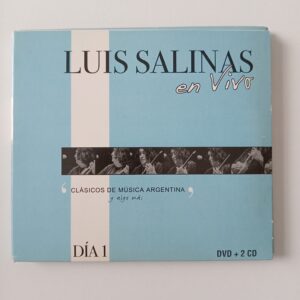 LUIS SALINAS
en Vivo
‘ CLÁSICOS DE MÚSICA ARGENTINA ’
y algo más
DÍA 1
DVD + 2 CD